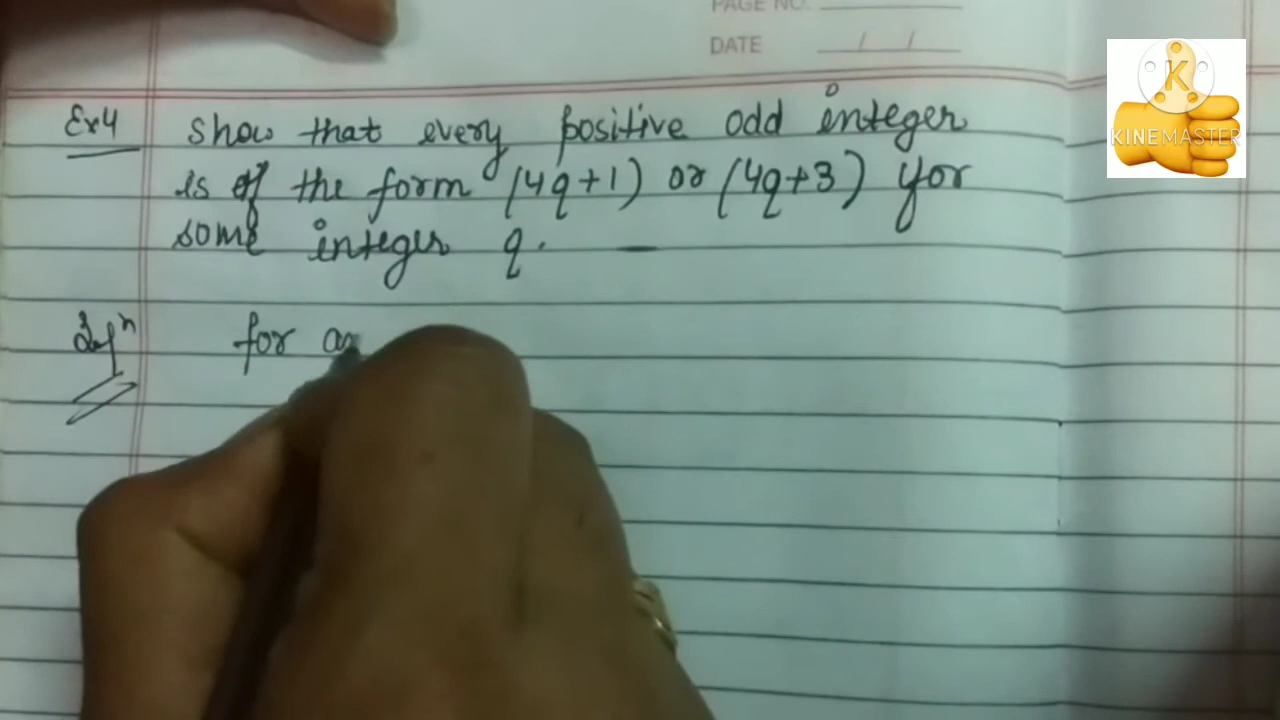 PAGE NO.
DATE / /
KINEMASTER
Ex4 Show that every positive odd integer
is of the form (4q+1) or (4q+3) for
some integer q.
Solⁿ for an